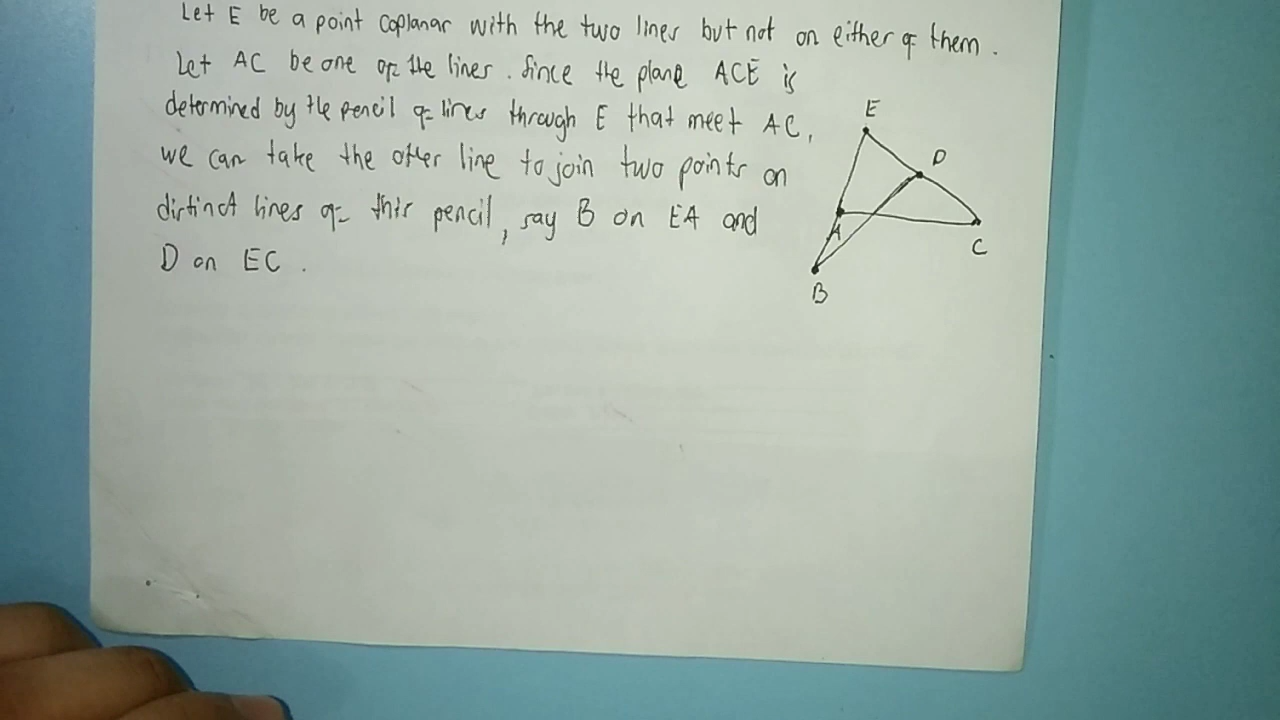 Let E be a point coplanar with the two lines but not on either of them.
Let AC be one of the lines. Since the plane ACE is
determined by the pencil of lines through E that meet AC,
we can take the other line to join two points on
distinct lines of this pencil, say B on EA and
D on EC.
E
D
A
C
B